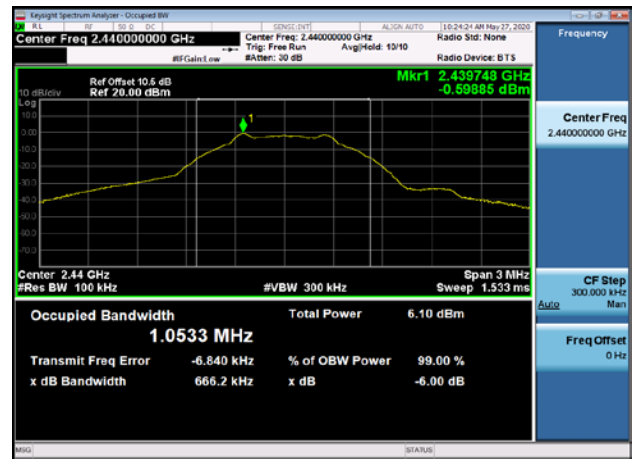 Keysight Spectrum Analyzer - Occupied BW
RL RF 50 Ω DC SENSE:INT ALIGN AUTO 10:24:24 AM May 27, 2020
Center Freq 2.440000000 GHz
Center Freq: 2.440000000 GHz
Radio Std: None
Trig: Free Run Avg|Hold: 10/10
#IFGain:Low #Atten: 30 dB Radio Device: BTS
Frequency
Mkr1 2.439748 GHz
-0.59885 dBm
Ref Offset 10.6 dB
10 dB/div Ref 20.00 dBm
Log
10.0
0.00
-10.0
-20.0
-30.0
-40.0
-50.0
-60.0
-70.0
1
Center Freq
2.440000000 GHz
Center 2.44 GHz Span 3 MHz
#Res BW 100 kHz #VBW 300 kHz Sweep 1.533 ms
CF Step
300.000 kHz
Auto Man
Occupied Bandwidth Total Power 6.10 dBm
1.0533 MHz
Transmit Freq Error -6.840 kHz % of OBW Power 99.00 %
x dB Bandwidth 666.2 kHz x dB -6.00 dB
Freq Offset
0 Hz
MSG STATUS